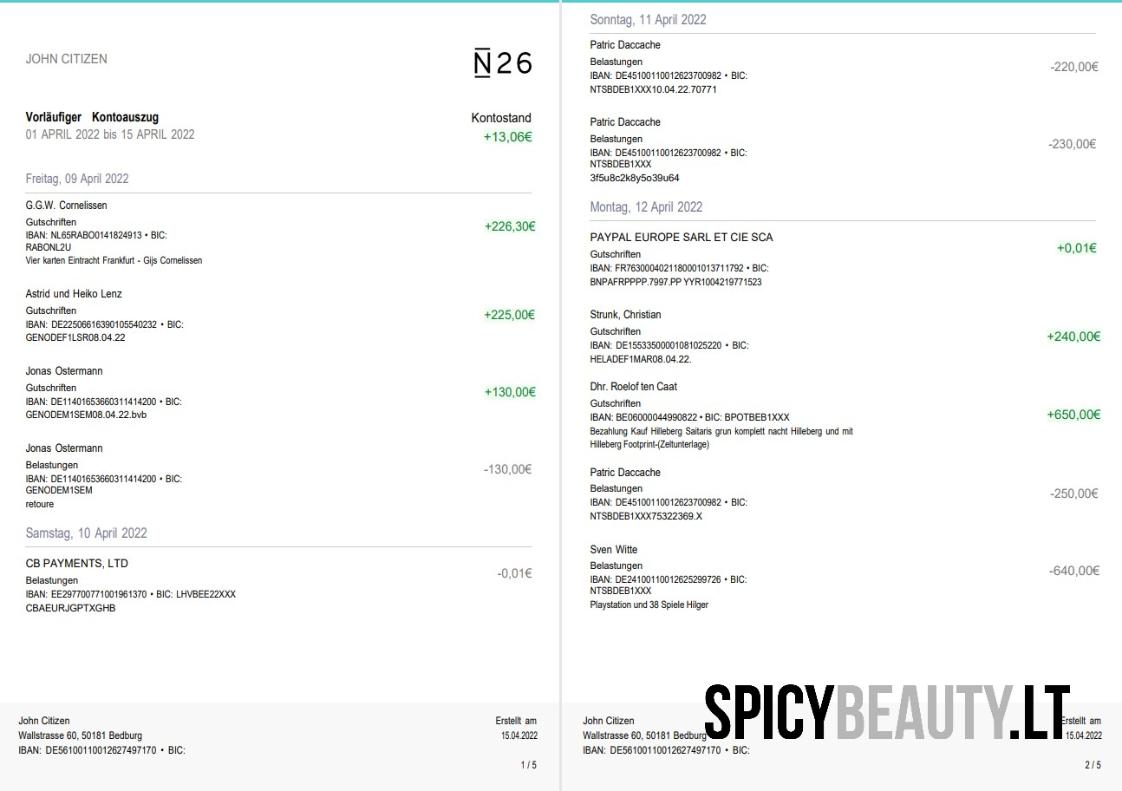 JOHN CITIZEN
N26
Vorläufiger Kontoauszug
01 APRIL 2022 bis 15 APRIL 2022
Kontostand
+13,06€
Freitag, 09 April 2022
G.G.W. Cornelissen
Gutschriften
IBAN: NL65RABO0141824913 • BIC:
RABONL2U
Vier karten Eintracht Frankfurt - Gijs Cornelissen
+226,30€
Astrid und Heiko Lenz
Gutschriften
IBAN: DE22506616390105540232 • BIC:
GENODEF1LSR08.04.22
+225,00€
Jonas Ostermann
Gutschriften
IBAN: DE11401653660311414200 • BIC:
GENODEM1SEM08.04.22.bvb
+130,00€
Jonas Ostermann
Belastungen
IBAN: DE11401653660311414200 • BIC:
GENODEM1SEM
retoure
-130,00€
Samstag, 10 April 2022
CB PAYMENTS, LTD
Belastungen
IBAN: EE297700771001961370 • BIC: LHVBEE22XXX
CBAEURJGPTXGHB
-0,01€
John Citizen
Wallstrasse 60, 50181 Bedburg
IBAN: DE56100110012627497170 • BIC:
Erstellt am
15.04.2022
1 / 5
Sonntag, 11 April 2022
Patric Daccache
Belastungen
IBAN: DE45100110012623700982 • BIC:
NTSBDEB1XXX10.04.22.70771
-220,00€
Patric Daccache
Belastungen
IBAN: DE45100110012623700982 • BIC:
NTSBDEB1XXX
3f5u8c2k8y5o39u64
-230,00€
Montag, 12 April 2022
PAYPAL EUROPE SARL ET CIE SCA
Gutschriften
IBAN: FR7630004021180001013711792 • BIC:
BNPAFRPPPP.7997.PP YYR1004219771523
+0,01€
Strunk, Christian
Gutschriften
IBAN: DE15533500001081025220 • BIC:
HELADEF1MAR08.04.22.
+240,00€
Dhr. Roelof ten Caat
Gutschriften
IBAN: BE06000044990822 • BIC: BPOTBEB1XXX
Bezahlung Kauf Hilleberg Saitaris grun komplett nacht Hilleberg und mit
Hilleberg Footprint-(Zeltunterlage)
+650,00€
Patric Daccache
Belastungen
IBAN: DE45100110012623700982 • BIC:
NTSBDEB1XXX75322369.X
-250,00€
Sven Witte
Belastungen
IBAN: DE24100110012625299726 • BIC:
NTSBDEB1XXX
Playstation und 38 Spiele Hilger
-640,00€
SPICYBEAUTY.LT
John Citizen
Wallstrasse 60, 50181 Bedburg
IBAN: DE56100110012627497170 • BIC:
Erstellt am
15.04.2022
2 / 5